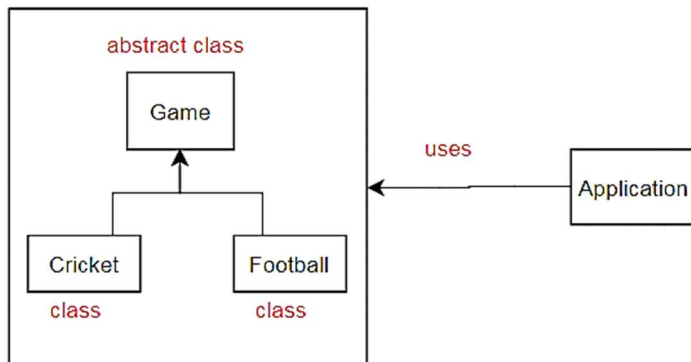 abstract class
Game
uses
Application
Cricket
Football
class
class